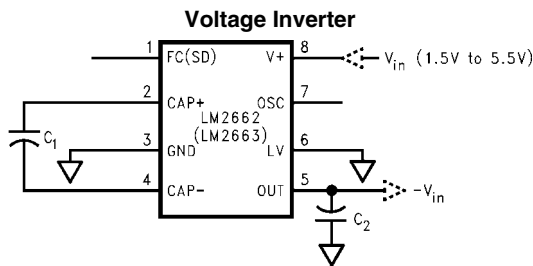 Voltage Inverter
1 FC(SD) V+ 8 Vin (1.5V to 5.5V)
2 CAP+ OSC 7
LM2662
(LM2663)
C1
3 GND LV 6
4 CAP- OUT 5 -Vin
C2